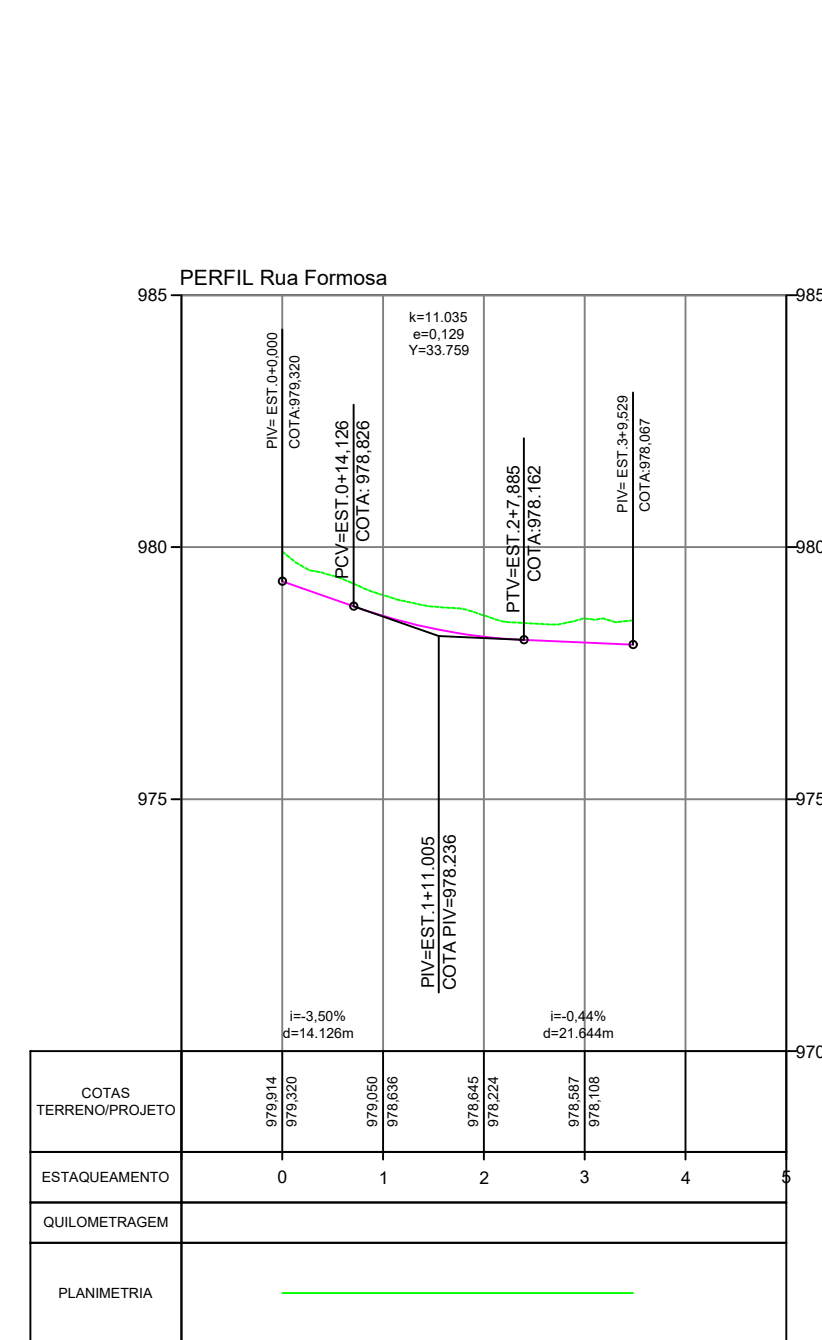 PERFIL Rua Formosa
985
985
k=11.035
e=0,129
Y=33.759
PIV= EST.0+0,000
COTA:979,320
PCV=EST.0+14,126
COTA: 978,826
PTV=EST.2+7,885
COTA:978.162
PIV= EST.3+9,529
COTA:978,067
980
980
975
975
PIV=EST.1+11.005
COTA PIV=978.236
i=-3,50%
d=14.126m
i=-0,44%
d=21.644m
970
COTAS
TERRENO/PROJETO
979,914
979,320
979,050
978,636
978,645
978,224
978,587
978,108
ESTAQUEAMENTO
0
1
2
3
4
5
QUILOMETRAGEM
PLANIMETRIA